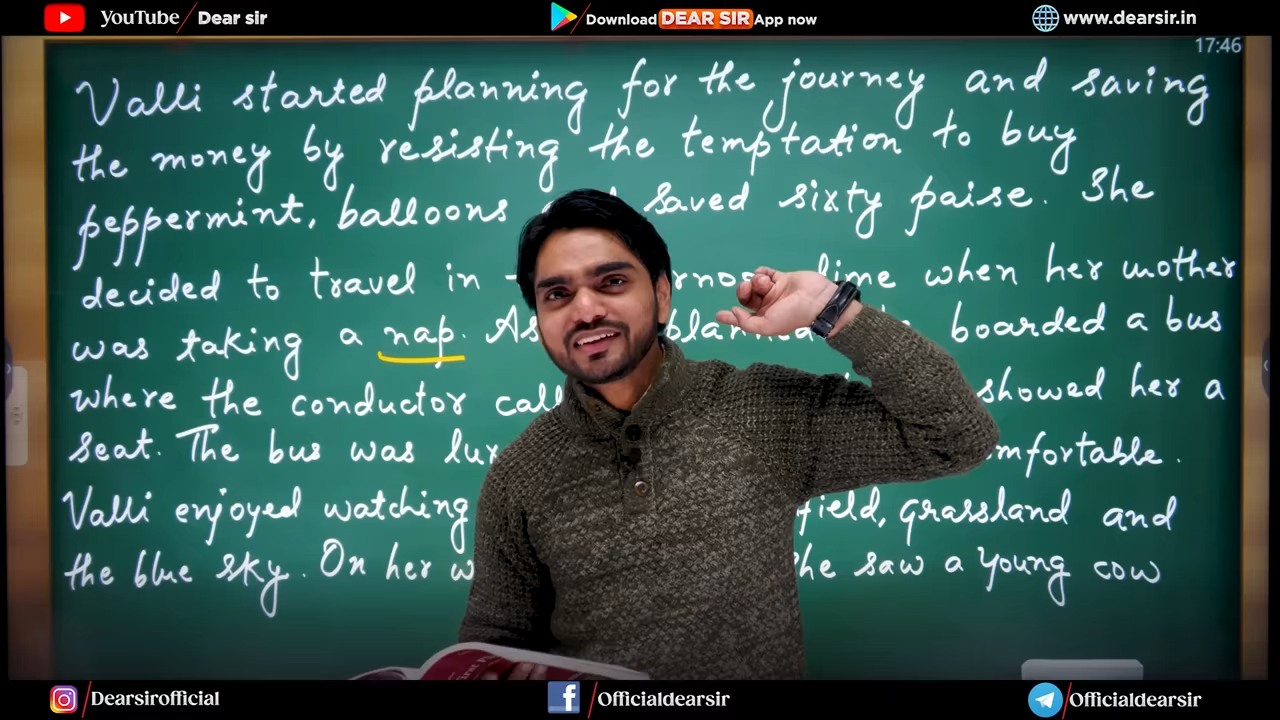 YouTube / Dear sir
Download DEAR SIR App now
www.dearsir.in
17:46
Valli started planning for the journey and saving
the money by resisting the temptation to buy
peppermint, balloons saved sixty paise. She
decided to travel in when her mother
was taking a nap. As planned boarded a bus
where the conductor showed her a
seat. The bus was
Valli enjoyed watching field, grassland and
the blue sky. On her saw a young cow
Dearsirofficial
Officialdearsir
Officialdearsir